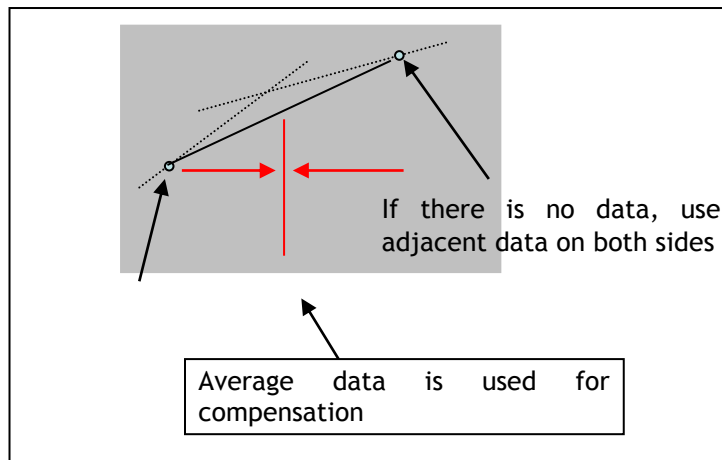 If there is no data, use
adjacent data on both sides
Average data is used for
compensation